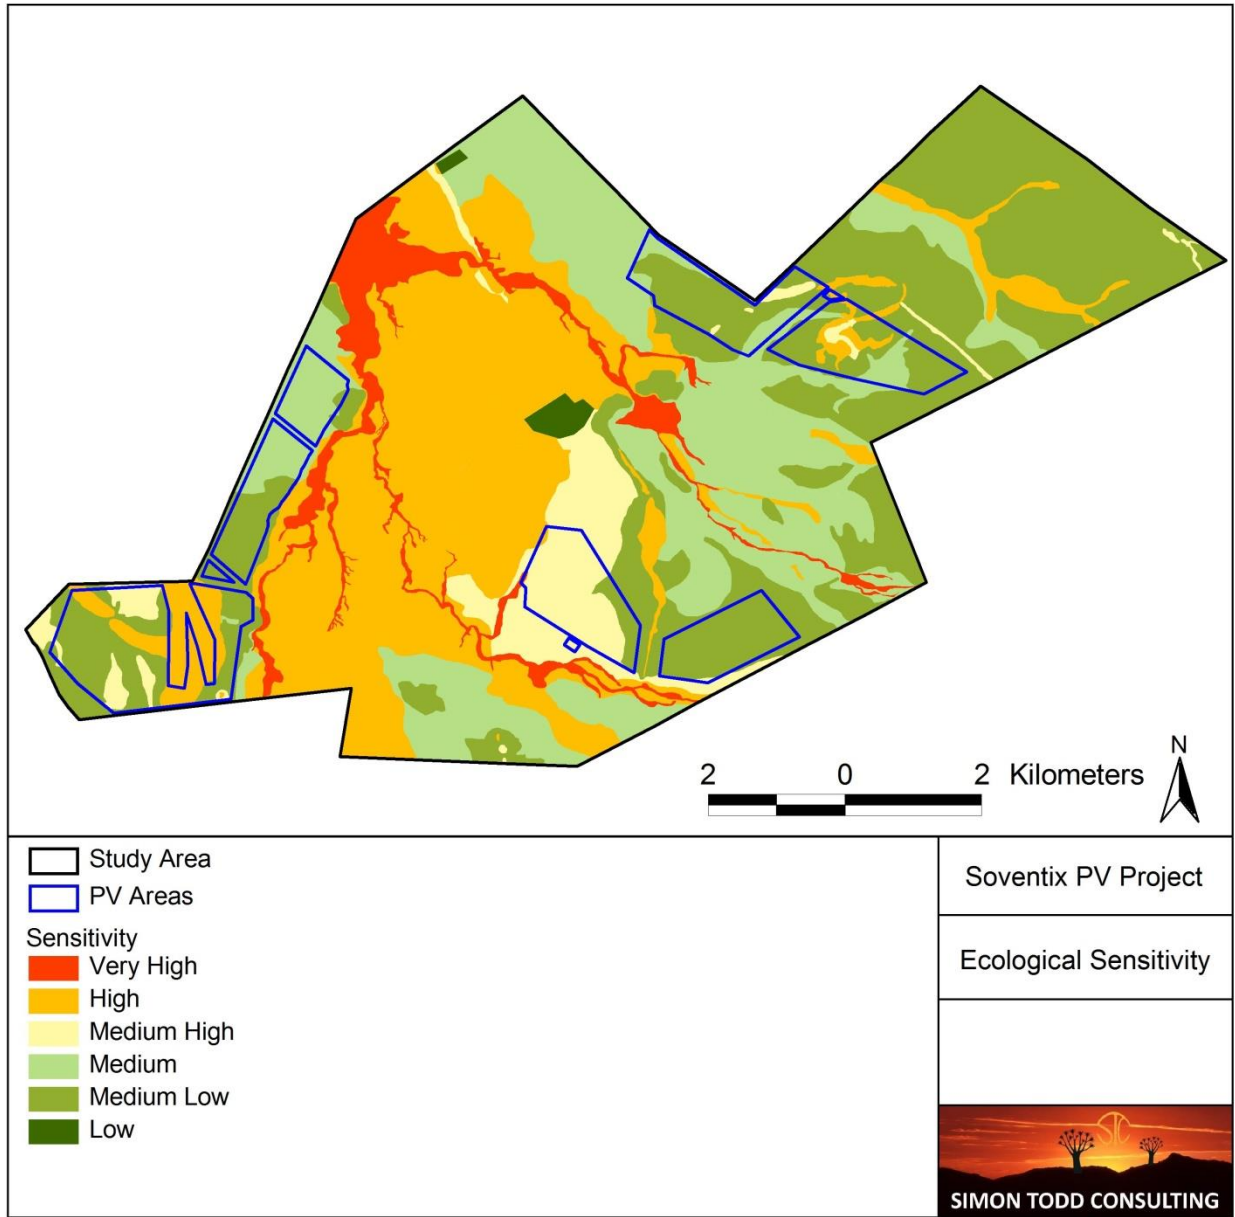 N
2 0 2 Kilometers
Study Area
PV Areas
Sensitivity
Very High
High
Medium High
Medium
Medium Low
Low
Soventix PV Project
Ecological Sensitivity
STC
SIMON TODD CONSULTING